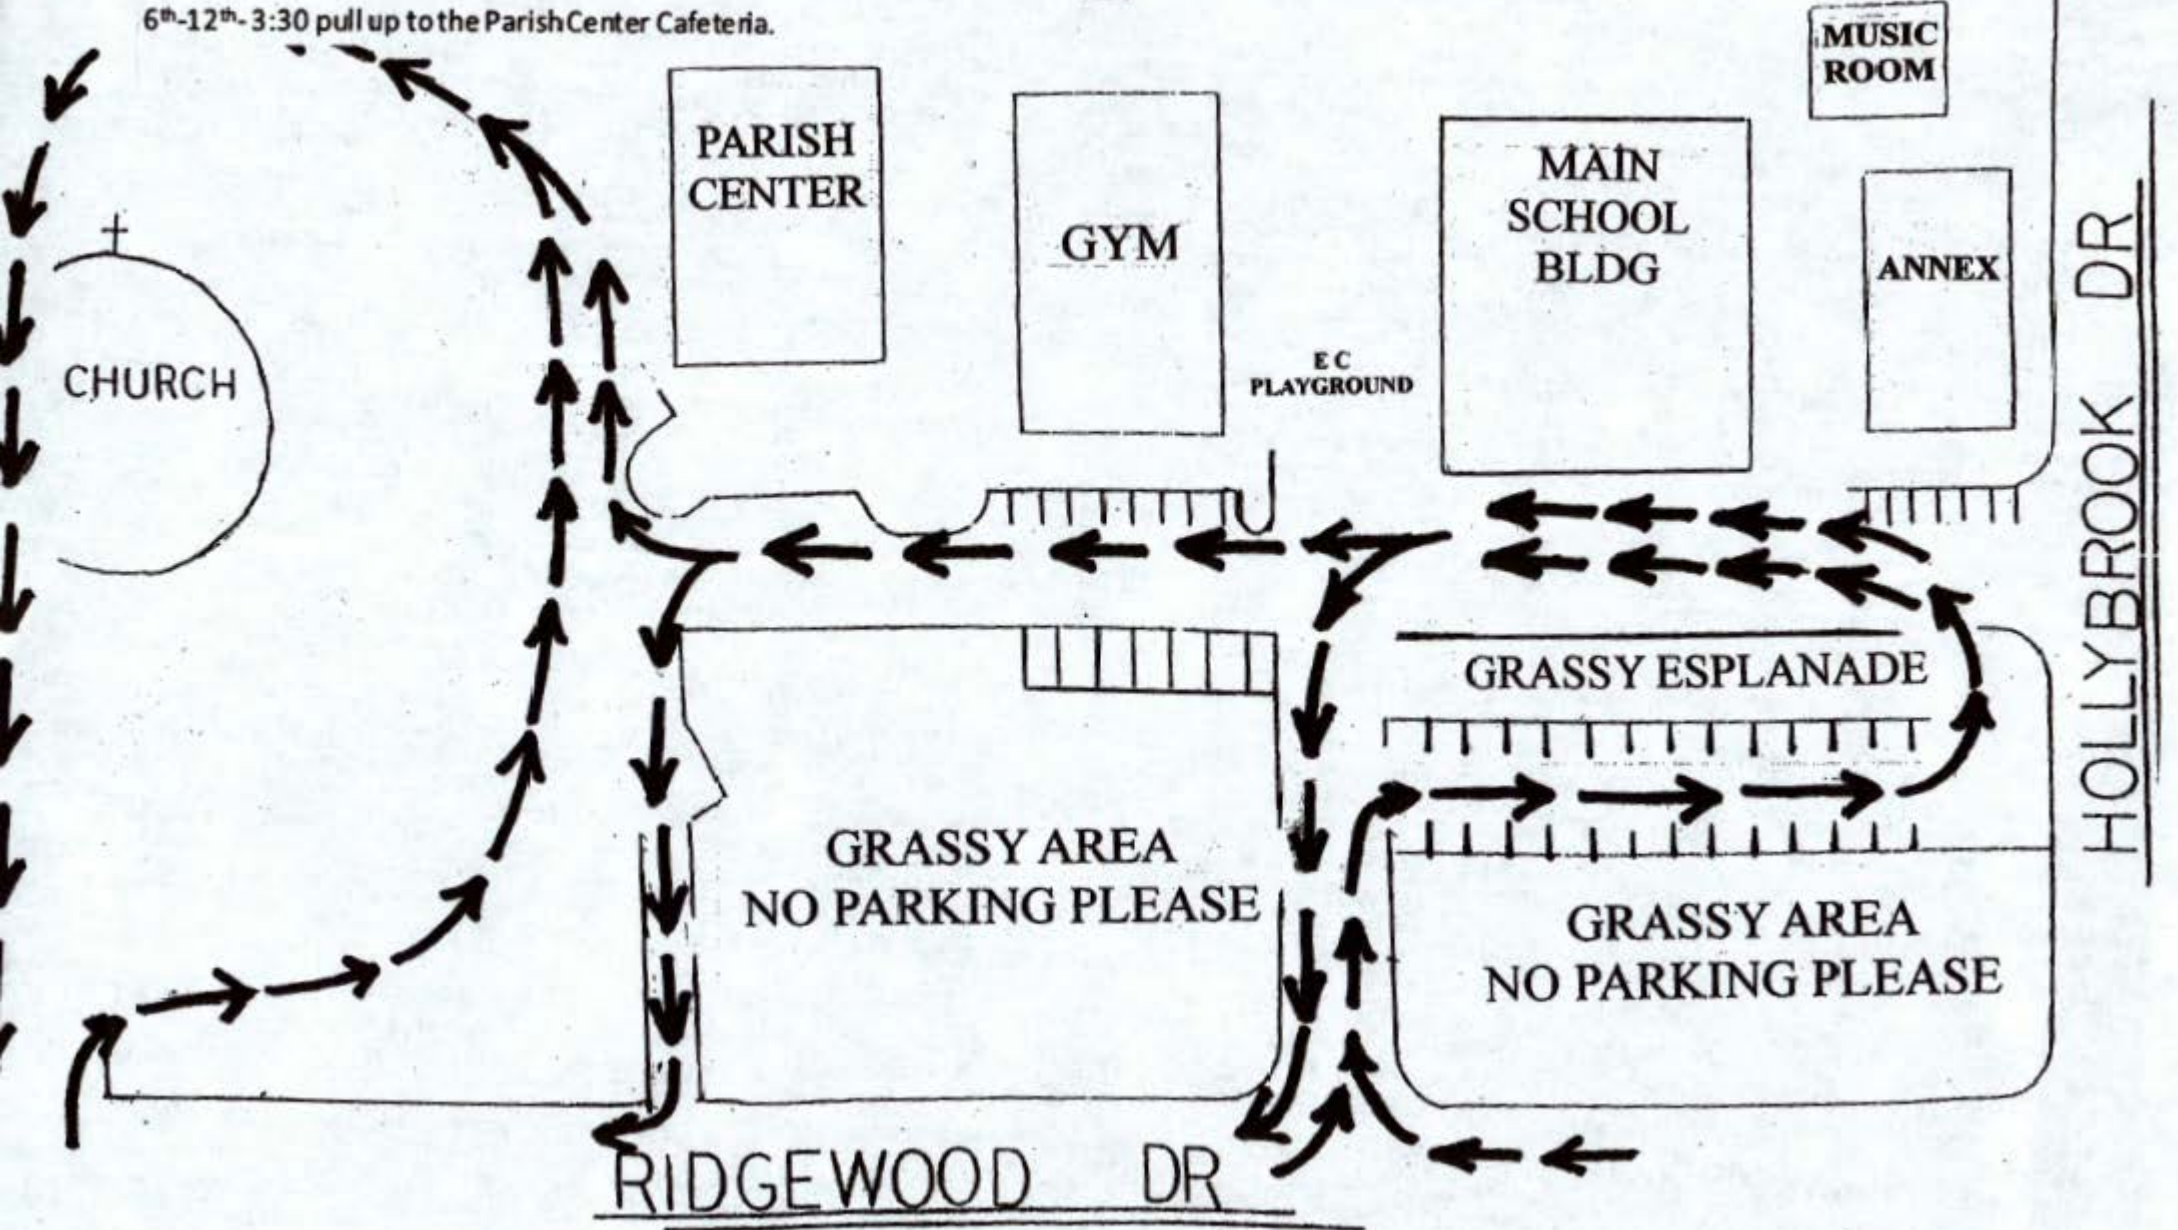 6th-12th-3:30 pull up to the Parish Center Cafeteria.
MUSIC
ROOM
PARISH
CENTER
GYM
MAIN
SCHOOL
BLDG
ANNEX
HOLLYBROOK DR
E C
PLAYGROUND
CHURCH
GRASSY ESPLANADE
GRASSY AREA
NO PARKING PLEASE
GRASSY AREA
NO PARKING PLEASE
RIDGEWOOD DR